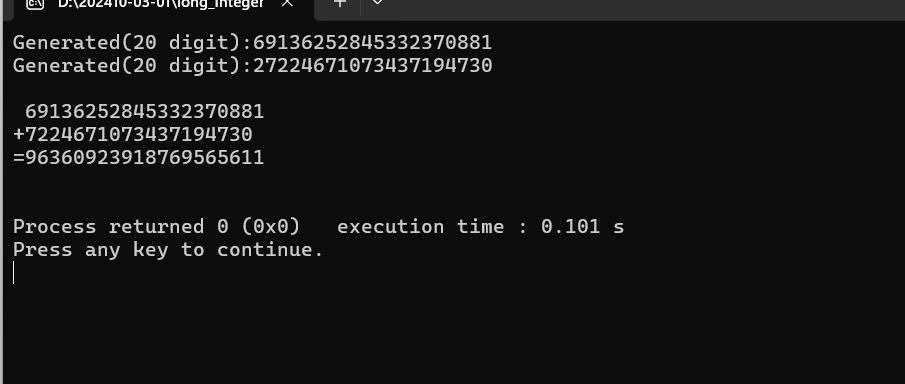 D:\202410-03-01\long_integer
Generated(20 digit):69136252845332370881
Generated(20 digit):27224671073437194730
 69136252845332370881
+7224671073437194730
=96360923918769565611
Process returned 0 (0x0)   execution time : 0.101 s
Press any key to continue.